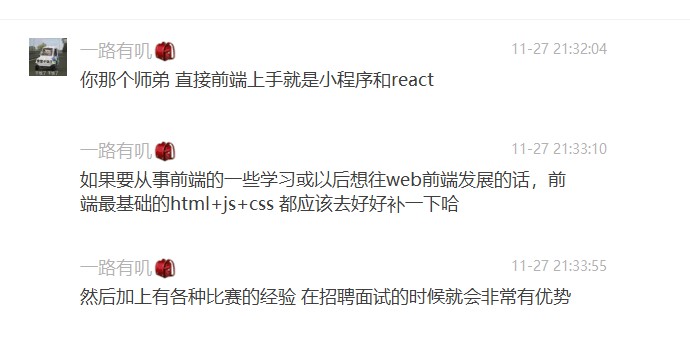 一路有叽🎒 11-27 21:32:04
你那个师弟 直接前端上手就是小程序和react
一路有叽🎒 11-27 21:33:10
如果要从事前端的一些学习或以后想往web前端发展的话，前
端最基础的html+js+css 都应该去好好补一下哈
一路有叽🎒 11-27 21:33:55
然后加上有各种比赛的经验 在招聘面试的时候就会非常有优势